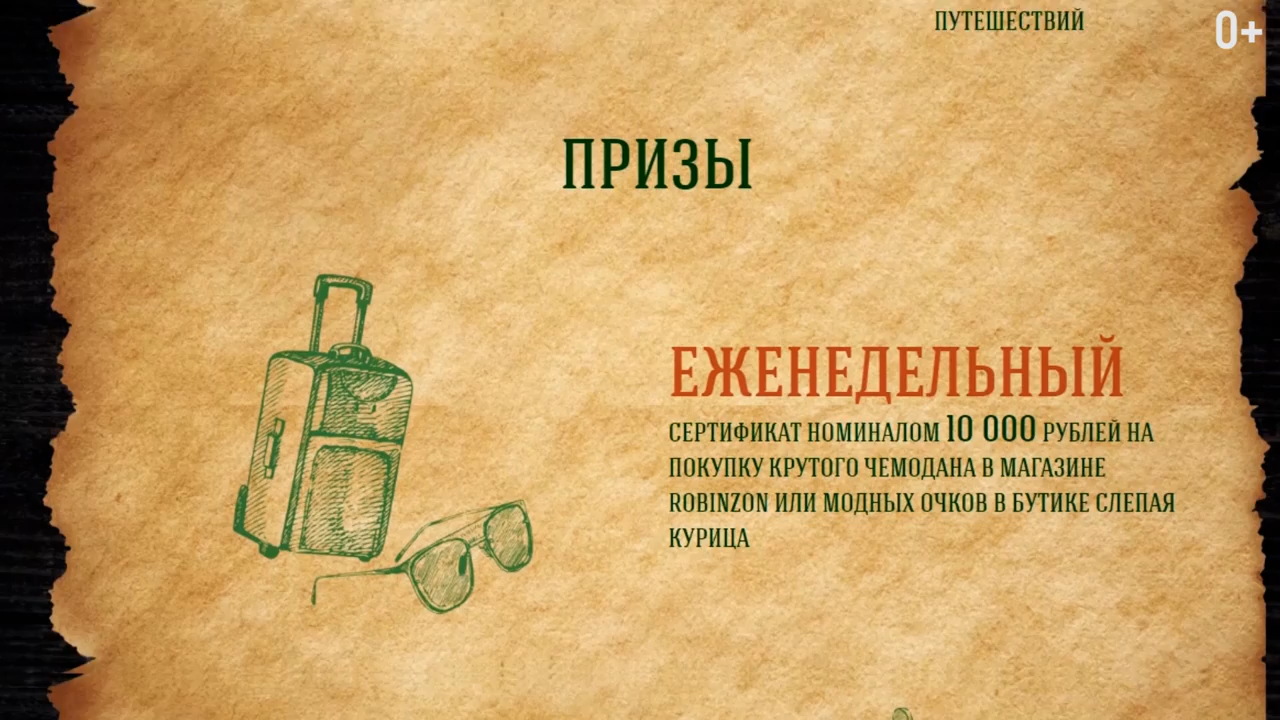 ПУТЕШЕСТВИЙ
0+
ПРИЗЫ
ЕЖЕНЕДЕЛЬНЫЙ
СЕРТИФИКАТ НОМИНАЛОМ 10 000 РУБЛЕЙ НА
ПОКУПКУ КРУТОГО ЧЕМОДАНА В МАГАЗИНЕ
ROBINZON ИЛИ МОДНЫХ ОЧКОВ В БУТИКЕ СЛЕПАЯ
КУРИЦА